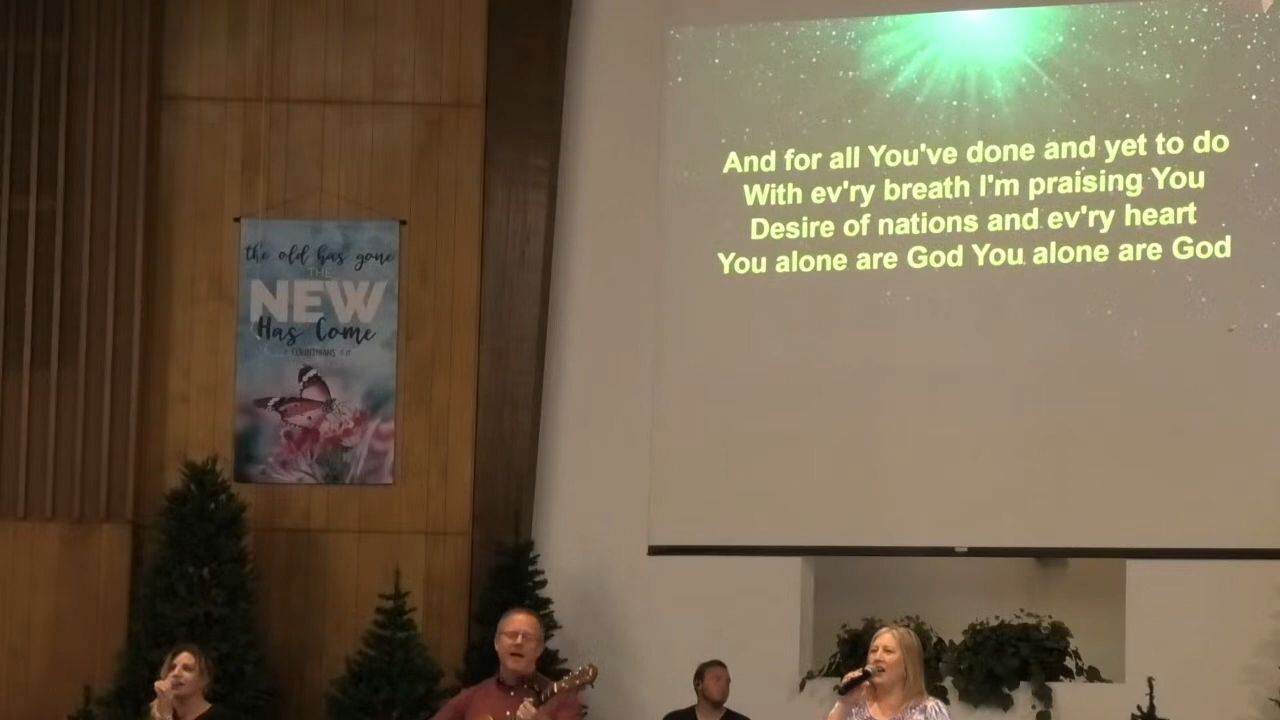 the old has gone
THE
NEW
Has Come
And for all You've done and yet to do
With ev'ry breath I'm praising You
Desire of nations and ev'ry heart
You alone are God You alone are God